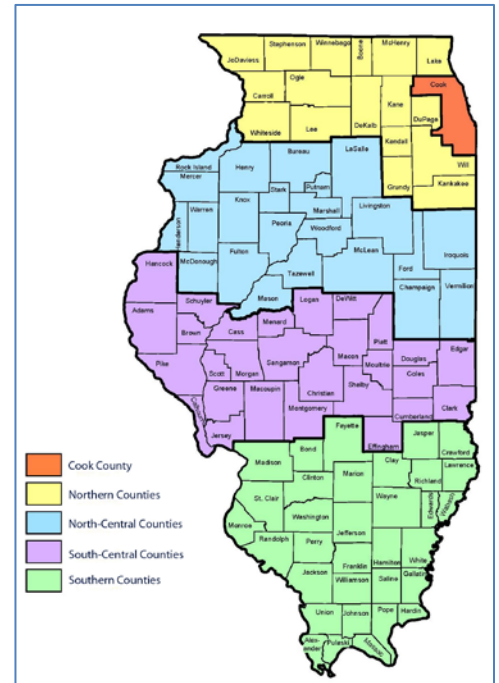 Stephenson
Winnebago
Boone
McHenry
JoDaviess
Lake
Cook
Ogle
Carroll
Kane
DuPage
DeKalb
Whiteside
Lee
Kendall
Will
Bureau
LaSalle
Rock Island
Henry
Grundy
Kankakee
Mercer
Putnam
Stark
Knox
Livingston
Warren
Marshall
Henderson
Peoria
Woodford
Iroquois
McLean
Fulton
McDonough
Ford
Tazewell
Hancock
Champaign
Vermilion
Mason
Schuyler
Logan
DeWitt
Adams
Menard
Piatt
Cass
Brown
Edgar
Macon
Douglas
Sangamon
Moultrie
Coles
Pike
Scott
Morgan
Christian
Shelby
Greene
Macoupin
Clark
Calhoun
Montgomery
Cumberland
Fayette
Jersey
Effingham
Jasper
Bond
Crawford
Clay
Madison
Lawrence
Clinton
Marion
Richland
St. Clair
Wayne
Edwards
Wabash
Washington
Monroe
Jefferson
Randolph
Perry
Hamilton
White
Franklin
Gallatin
Jackson
Williamson
Saline
Union
Johnson
Pope
Hardin
Alex-
ander
Pulaski
Massac
Cook County
Northern Counties
North-Central Counties
South-Central Counties
Southern Counties